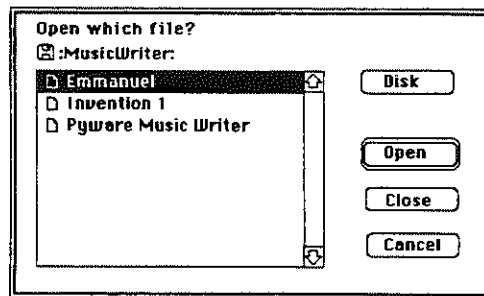 Open which file?
:MusicWriter:
Emmanuel
Invention 1
Pyware Music Writer
Disk
Open
Close
Cancel